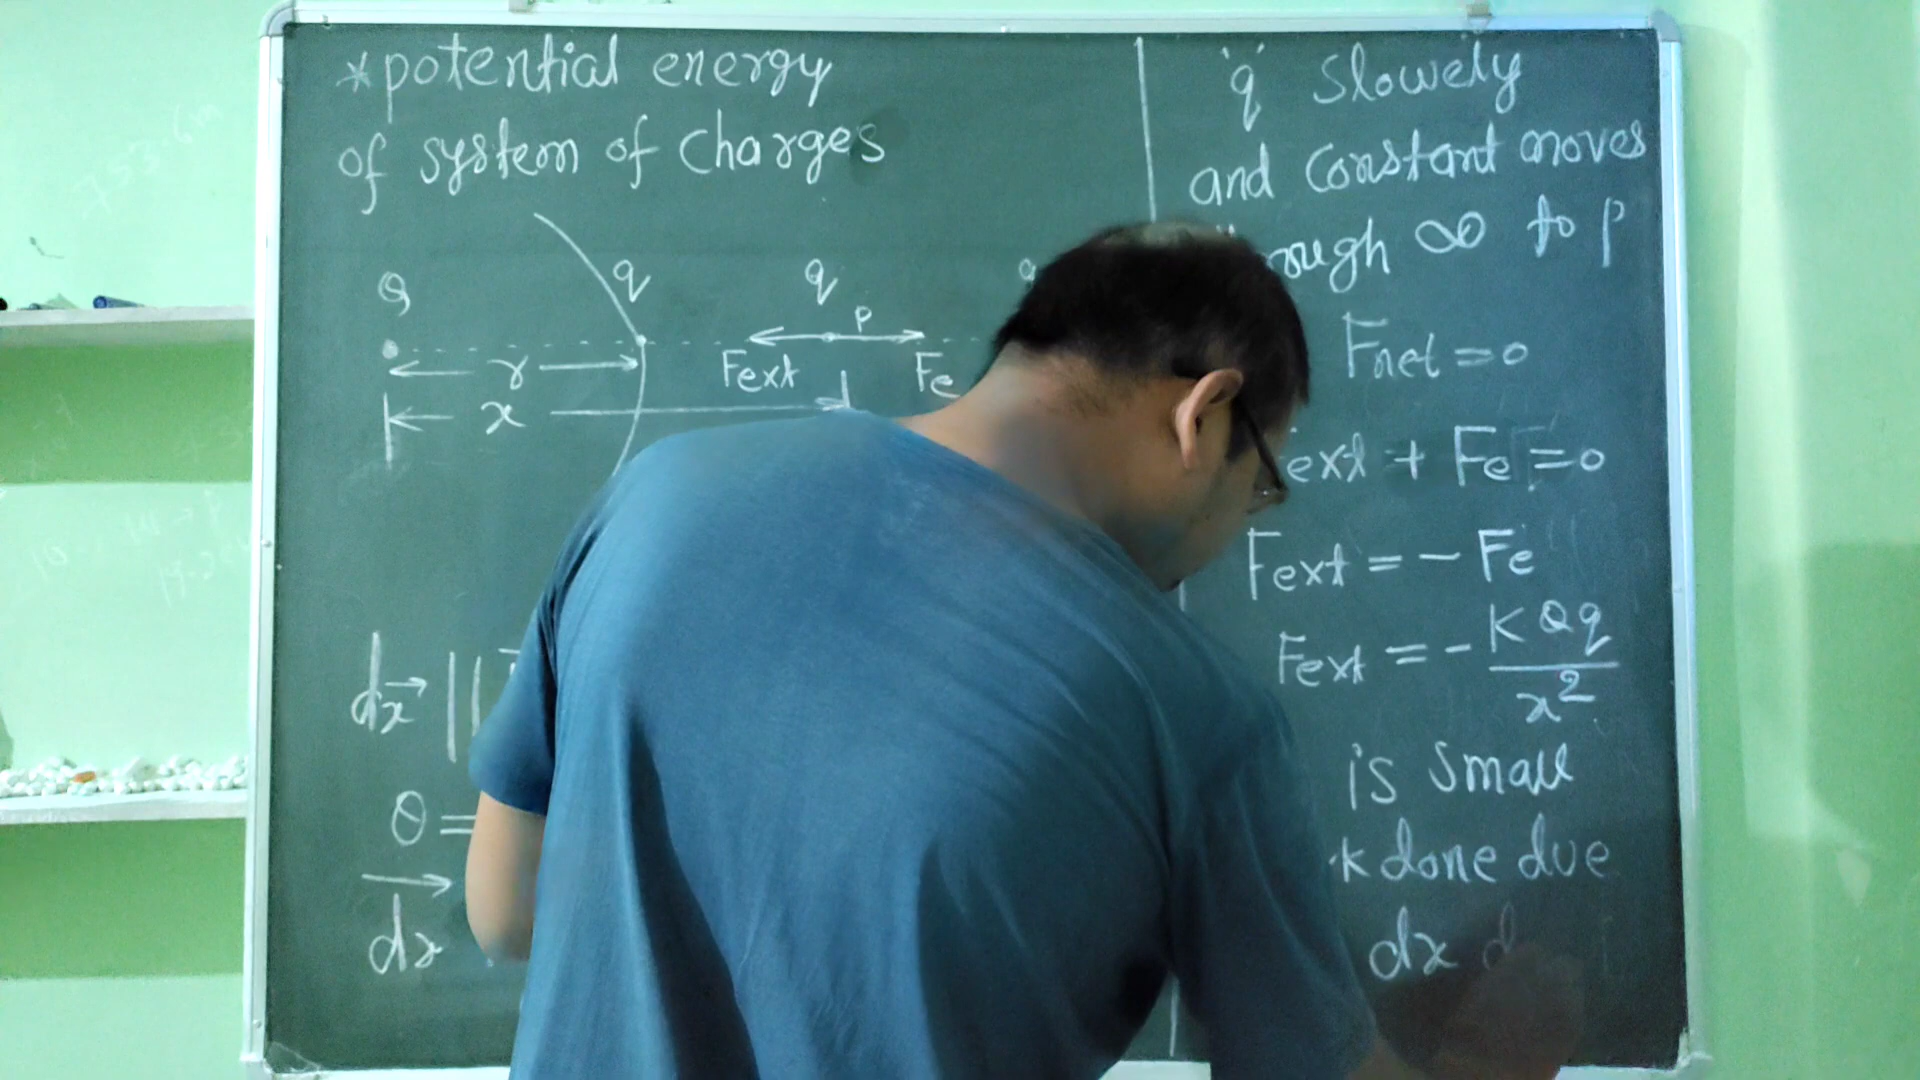 *potential energy
of system of charges
Q
q
q
P
r
Fext
Fe
x
dx ||
θ =
dx
'q' Slowely
and constant moves
∞ to P
Fnet = 0
ext + Fe = 0
Fext = - Fe
Fext = - KQq / x²
is small
done due
dx